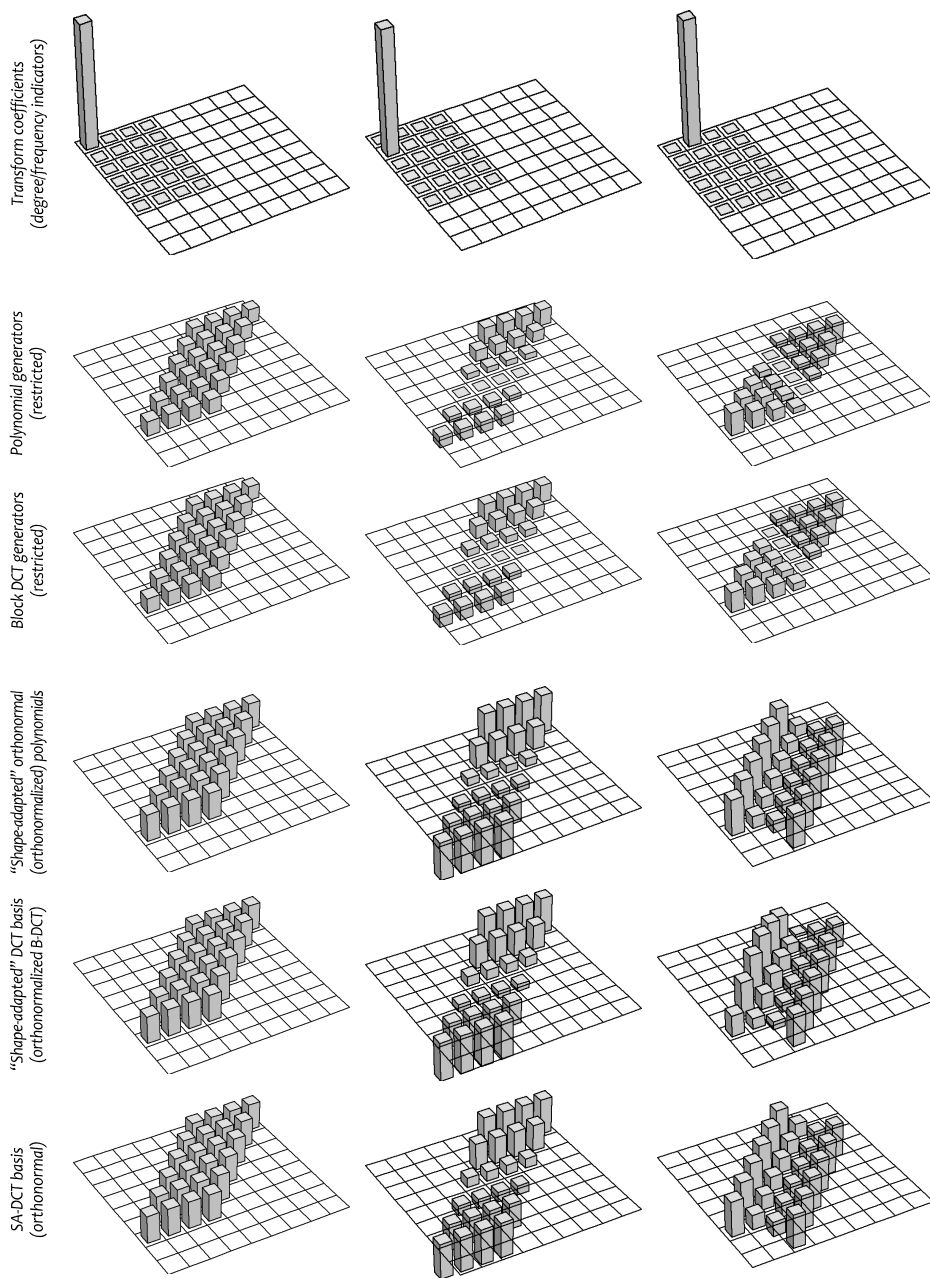 Transform coefficients
(degree/frequency indicators)
Polynomial generators
(restricted)
Block DCT generators
(restricted)
“Shape-adapted” orthonormal
(orthonormalized) polynomials
“Shape-adapted” DCT basis
(orthonormalized B-DCT)
SA-DCT basis
(orthonormal)